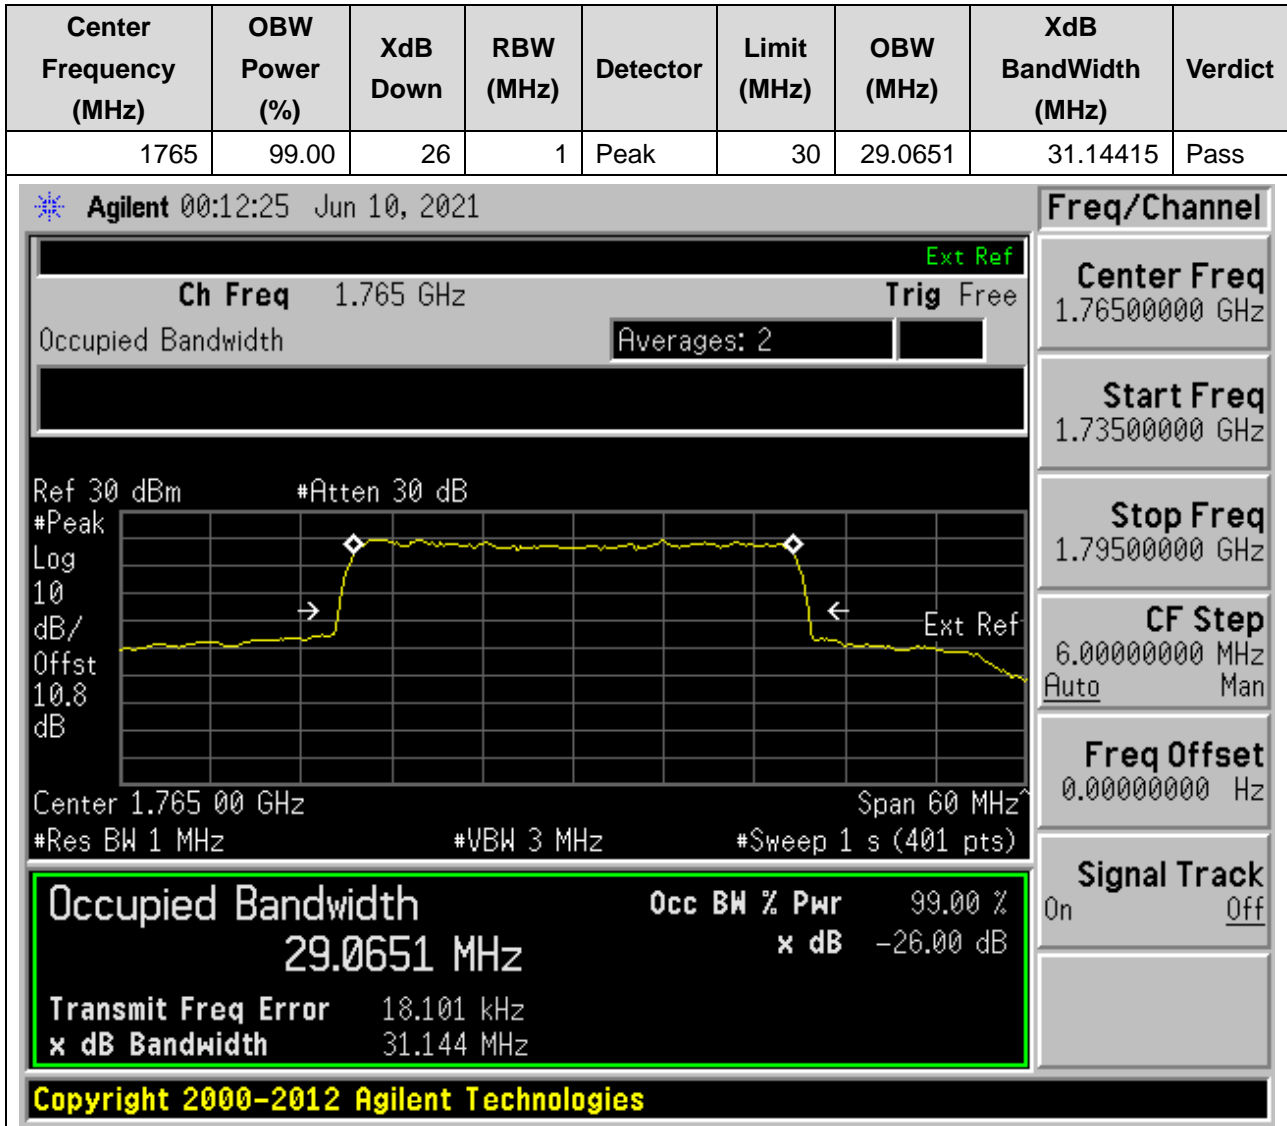 Center Frequency (MHz) OBW Power (%) XdB Down RBW (MHz) Detector Limit (MHz) OBW (MHz) XdB BandWidth (MHz) Verdict
1765 99.00 26 1 Peak 30 29.0651 31.14415 Pass
Agilent 00:12:25 Jun 10, 2021
Freq/Channel
Ext Ref
Ch Freq 1.765 GHz Trig Free
Occupied Bandwidth Averages: 2
Center Freq
1.76500000 GHz
Start Freq
1.73500000 GHz
Stop Freq
1.79500000 GHz
CF Step
6.00000000 MHz
Auto Man
Freq Offset
0.00000000 Hz
Signal Track
On Off
Ref 30 dBm #Atten 30 dB
#Peak
Log
10
dB/
Offst
10.8
dB
Ext Ref
Center 1.765 00 GHz Span 60 MHz^
#Res BW 1 MHz #VBW 3 MHz #Sweep 1 s (401 pts)
Occupied Bandwidth Occ BW % Pwr 99.00 %
29.0651 MHz x dB -26.00 dB
Transmit Freq Error 18.101 kHz
x dB Bandwidth 31.144 MHz
Copyright 2000-2012 Agilent Technologies